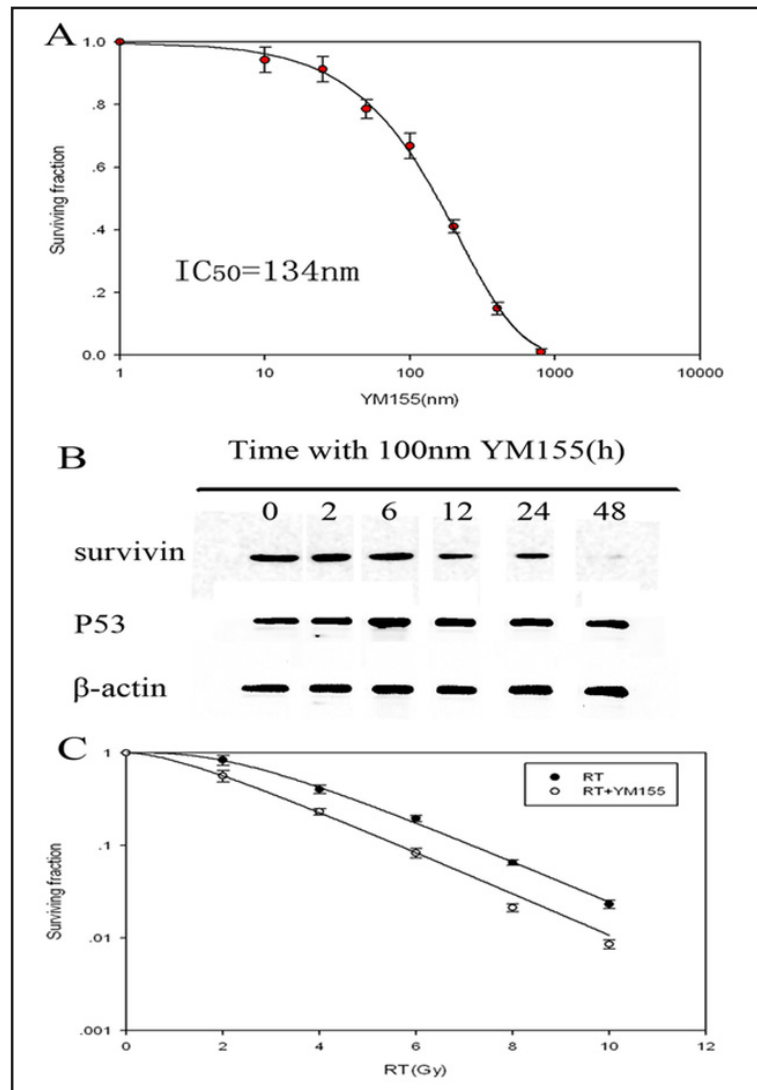 A
1.0
.8
.6
.4
.2
0.0
Surviving fraction
IC50=134nm
1 10 100 1000 10000
YM155(nm)
B
Time with 100nm YM155(h)
0 2 6 12 24 48
survivin
P53
β-actin
C
1
.1
.01
.001
Surviving fraction
RT
RT+YM155
0 2 4 6 8 10 12
RT(Gy)